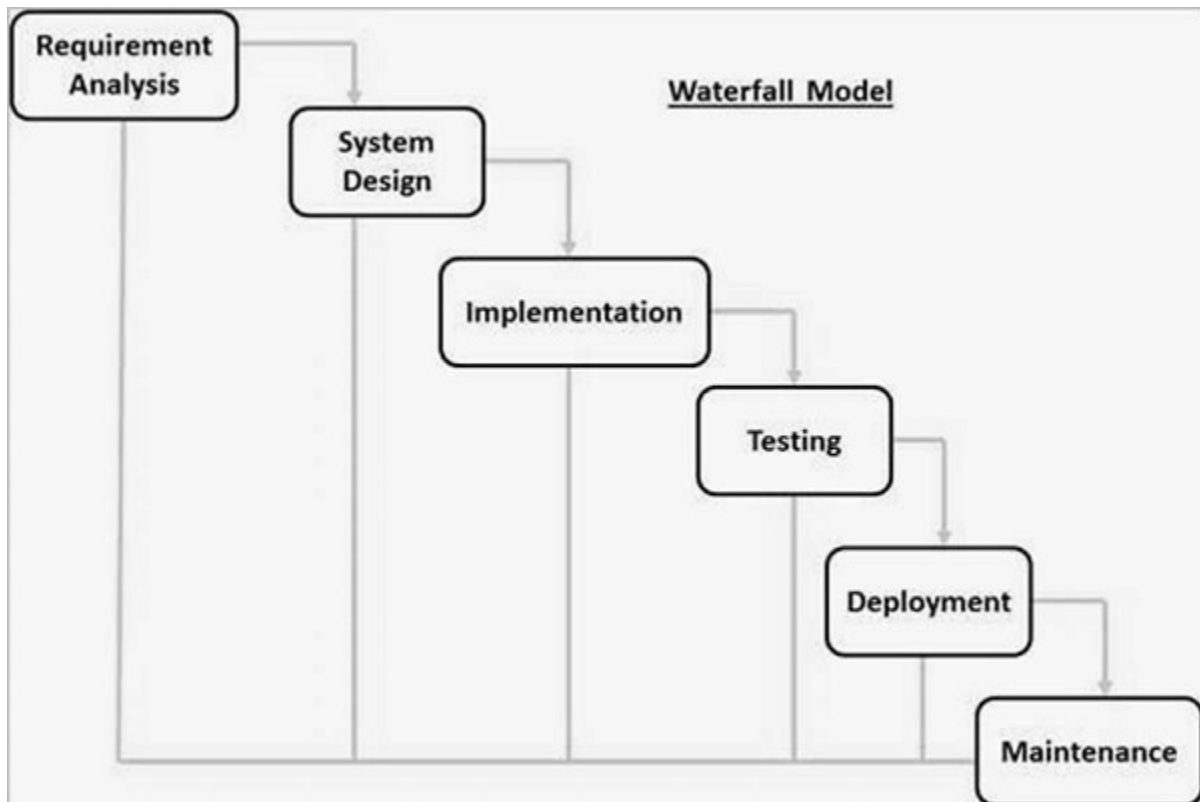 Requirement
Analysis
Waterfall Model
System
Design
Implementation
Testing
Deployment
Maintenance